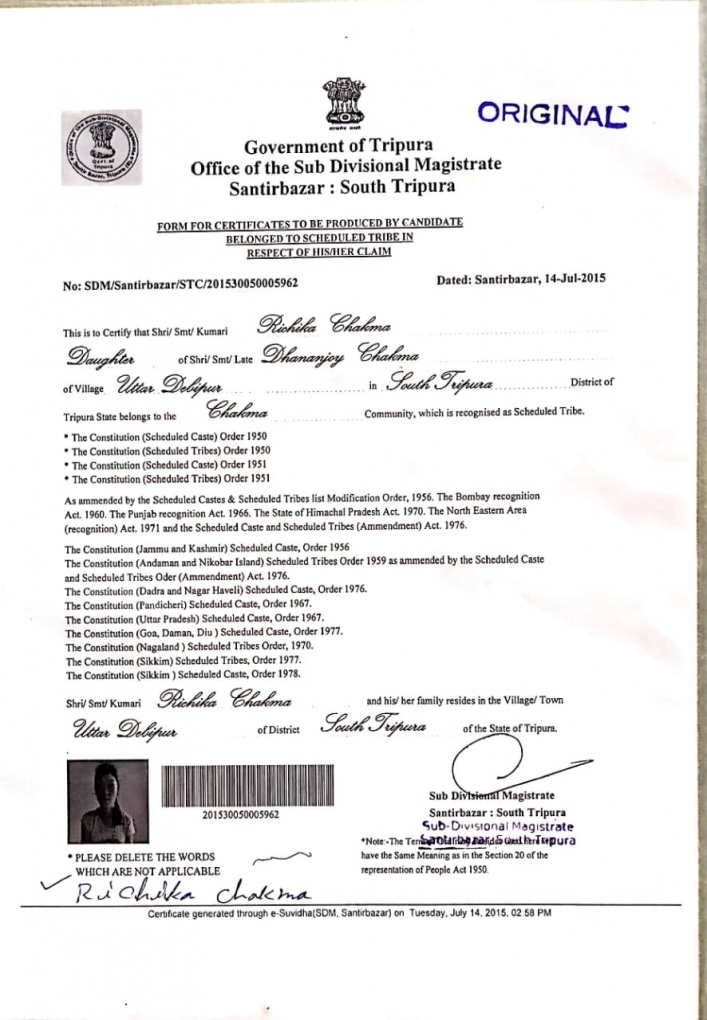 ORIGINAL
Government of Tripura
Office of the Sub Divisional Magistrate
Santirbazar : South Tripura
FORM FOR CERTIFICATES TO BE PRODUCED BY CANDIDATE
BELONGED TO SCHEDULED TRIBE IN
RESPECT OF HIS/HER CLAIM
No: SDM/Santirbazar/STC/201530050005962 Dated: Santirbazar, 14-Jul-2015
This is to Certify that Shri/ Smt/ Kumari Richika Chakma
Daughter of Shri/ Smt/ Late Dhananjoy Chakma
of Village Uttar Debipur in South Tripura District of
Tripura State belongs to the Chakma Community, which is recognised as Scheduled Tribe.
* The Constitution (Scheduled Caste) Order 1950
* The Constitution (Scheduled Tribes) Order 1950
* The Constitution (Scheduled Caste) Order 1951
* The Constitution (Scheduled Tribes) Order 1951
As ammended by the Scheduled Castes & Scheduled Tribes list Modification Order, 1956. The Bombay recognition
Act. 1960. The Punjab recognition Act. 1966. The State of Himachal Pradesh Act. 1970. The North Eastern Area
(recognition) Act. 1971 and the Scheduled Caste and Scheduled Tribes (Ammendment) Act. 1976.
The Constitution (Jammu and Kashmir) Scheduled Caste, Order 1956
The Constitution (Andaman and Nikobar Island) Scheduled Tribes Order 1959 as ammended by the Scheduled Caste
and Scheduled Tribes Oder (Ammendment) Act. 1976.
The Constitution (Dadra and Nagar Haveli) Scheduled Caste, Order 1976.
The Constitution (Pandicheri) Scheduled Caste, Order 1967.
The Constitution (Uttar Pradesh) Scheduled Caste, Order 1967.
The Constitution (Goa, Daman, Diu ) Scheduled Caste, Order 1977.
The Constitution (Nagaland ) Scheduled Tribes Order, 1970.
The Constitution (Sikkim) Scheduled Tribes, Order 1977.
The Constitution (Sikkim ) Scheduled Caste, Order 1978.
Shri/ Smt/ Kumari Richika Chakma and his/ her family resides in the Village/ Town
Uttar Debipur of District South Tripura of the State of Tripura.
201530050005962
Sub Divisional Magistrate
Santirbazar : South Tripura
Sub-Divisional Magistrate
Santirbazar, South Tripura
*Note:-The
have the Same Meaning as in the Section 20 of the
representation of People Act 1950.
* PLEASE DELETE THE WORDS
WHICH ARE NOT APPLICABLE
Richika Chakma
Certificate generated through e-Suvidha(SDM, Santirbazar) on Tuesday, July 14, 2015, 02:58 PM